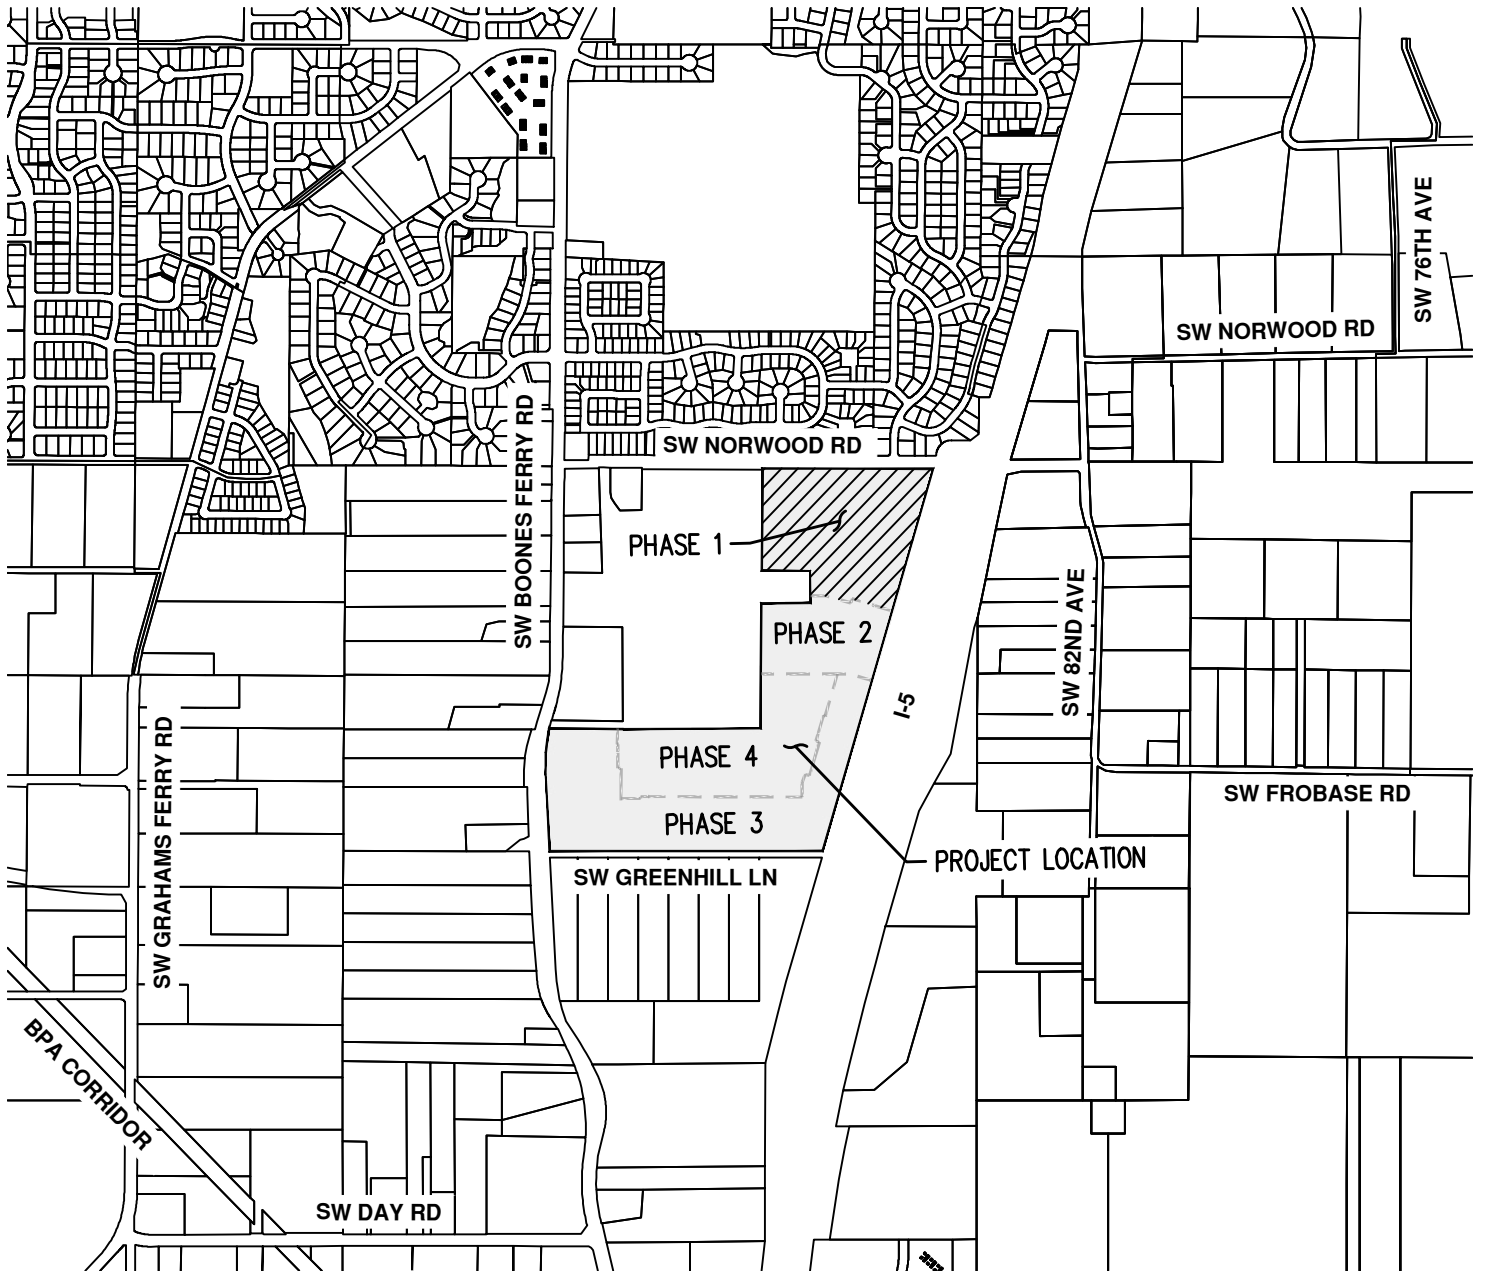 SW 76TH AVE
SW NORWOOD RD
SW BOONES FERRY RD
SW NORWOOD RD
PHASE 1
SW 82ND AVE
PHASE 2
I-5
SW GRAHAMS FERRY RD
PHASE 4
SW FROBASE RD
PHASE 3
PROJECT LOCATION
SW GREENHILL LN
BPA CORRIDOR
SW DAY RD